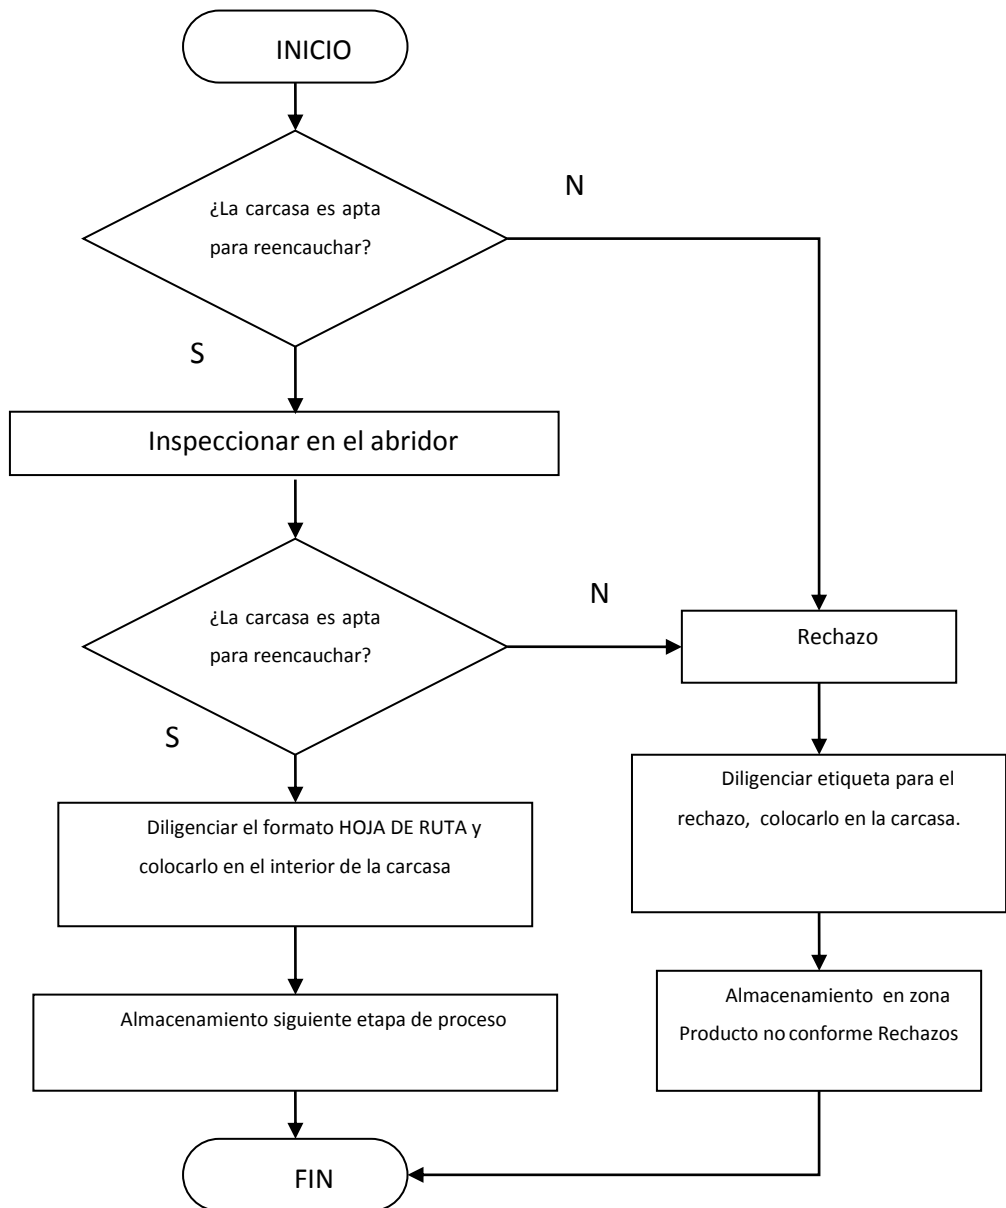 INICIO
¿La carcasa es apta
para reencauchar?
N
S
Inspeccionar en el abridor
¿La carcasa es apta
para reencauchar?
N
S
Rechazo
Diligenciar etiqueta para el
rechazo, colocarlo en la carcasa.
Diligenciar el formato HOJA DE RUTA y
colocarlo en el interior de la carcasa
Almacenamiento en zona
Producto no conforme Rechazos
Almacenamiento siguiente etapa de proceso
FIN